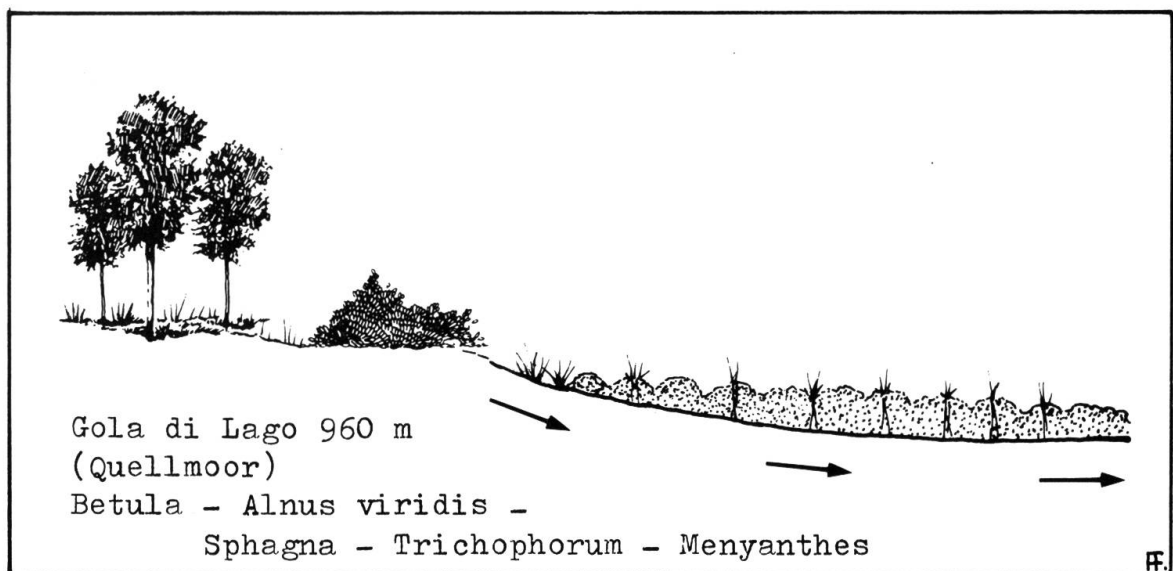 Gola di Lago 960 m
(Quellmoor)
Betula - Alnus viridis -
Sphagna - Trichophorum - Menyanthes